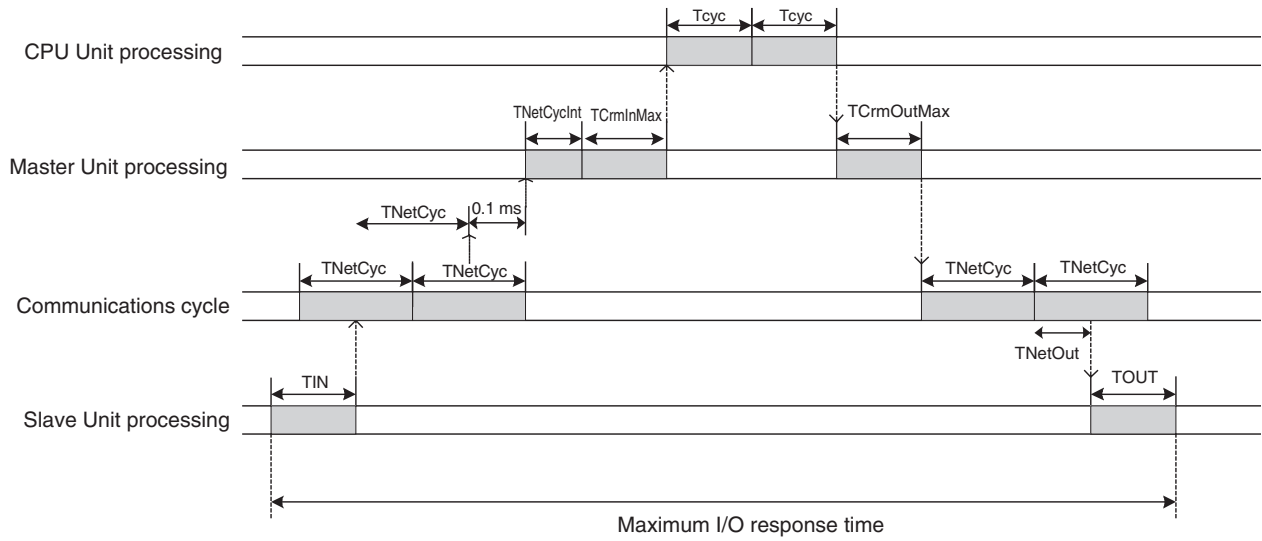 Tcyc Tcyc
CPU Unit processing
TNetCycInt TCrmInMax TCrmOutMax
Master Unit processing
TNetCyc 0.1 ms
TNetCyc TNetCyc TNetCyc TNetCyc
Communications cycle
TNetOut
TIN TOUT
Slave Unit processing
Maximum I/O response time